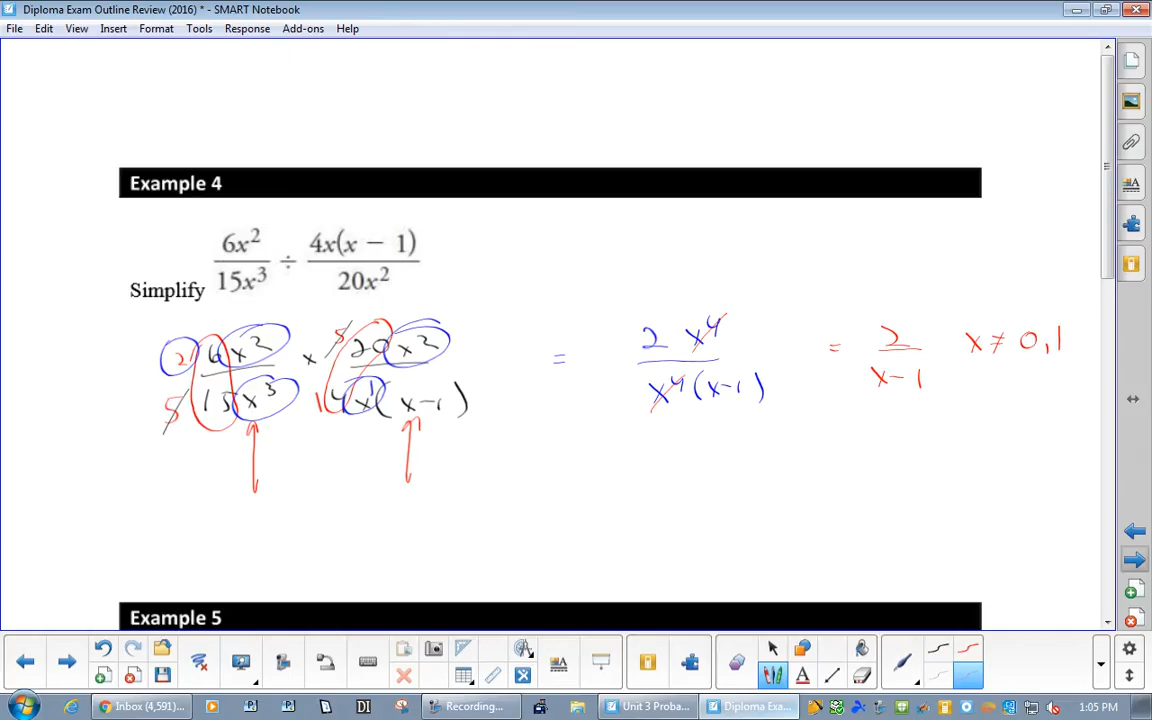 Diploma Exam Outline Review (2016) * - SMART Notebook
File Edit View Insert Format Tools Response Add-ons Help
Example 4
Simplify 6x²/15x³ ÷ 4x(x − 1)/20x²
2 6x²/5 15x³ × 5 20x²/1 4x¹(x-1) = 2x⁴/x⁴(x-1) = 2/x-1 x ≠ 0,1
Example 5
Inbox (4,591)...
DI
Recording...
Unit 3 Proba...
Diploma Exa...
1:05 PM